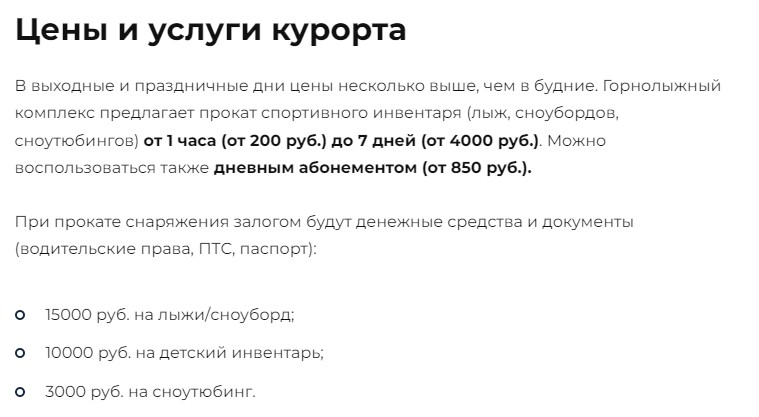 Цены и услуги курорта
В выходные и праздничные дни цены несколько выше, чем в будние. Горнолыжный
комплекс предлагает прокат спортивного инвентаря (лыж, сноубордов,
сноутюбингов) от 1 часа (от 200 руб.) до 7 дней (от 4000 руб.). Можно
воспользоваться также дневным абонементом (от 850 руб.).
При прокате снаряжения залогом будут денежные средства и документы
(водительские права, ПТС, паспорт):
15000 руб. на лыжи/сноуборд;
10000 руб. на детский инвентарь;
3000 руб. на сноутюбинг.